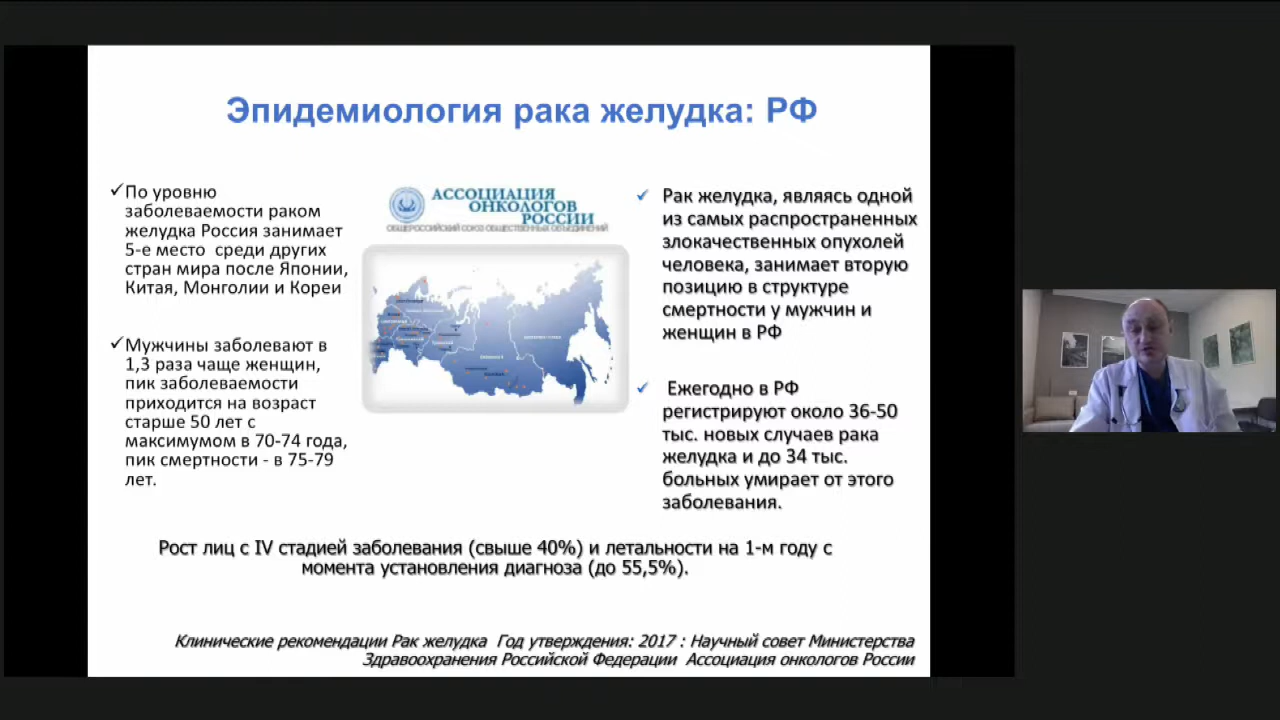 Эпидемиология рака желудка: РФ
✓По уровню
заболеваемости раком
желудка Россия занимает
5-е место среди других
стран мира после Японии,
Китая, Монголии и Кореи
✓Мужчины заболевают в
1,3 раза чаще женщин,
пик заболеваемости
приходится на возраст
старше 50 лет с
максимумом в 70-74 года,
пик смертности - в 75-79
лет.
АССОЦИАЦИЯ
ОНКОЛОГОВ
РОССИИ
ОБЩЕРОССИЙСКИЙ СОЮЗ ОБЩЕСТВЕННЫХ ОБЪЕДИНЕНИЙ
✓ Рак желудка, являясь одной
из самых распространенных
злокачественных опухолей
человека, занимает вторую
позицию в структуре
смертности у мужчин и
женщин в РФ
✓ Ежегодно в РФ
регистрируют около 36-50
тыс. новых случаев рака
желудка и до 34 тыс.
больных умирает от этого
заболевания.
Рост лиц с IV стадией заболевания (свыше 40%) и летальности на 1-м году с
момента установления диагноза (до 55,5%).
Клинические рекомендации Рак желудка Год утверждения: 2017 : Научный совет Министерства
Здравоохранения Российской Федерации Ассоциация онкологов России